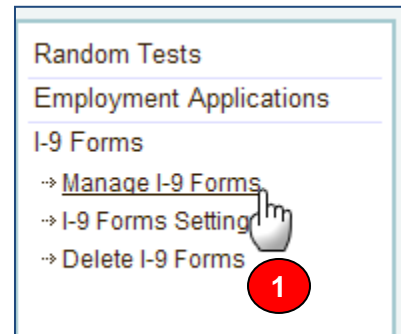 Random Tests
Employment Applications
I-9 Forms
Manage I-9 Forms
I-9 Forms Setting
Delete I-9 Forms
1